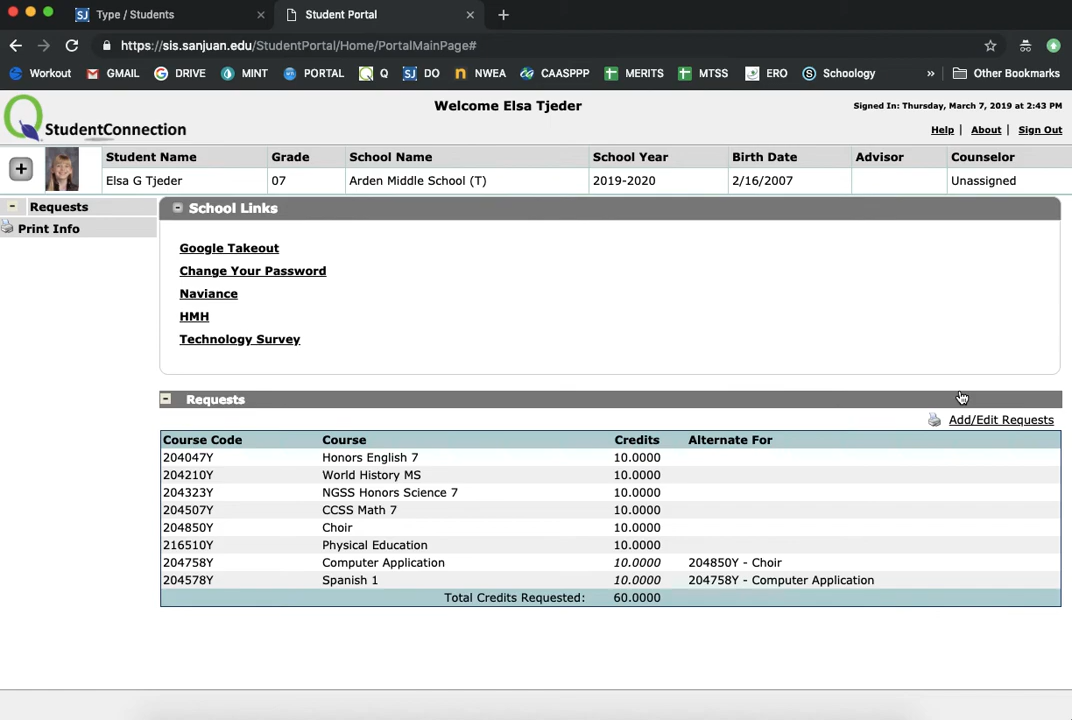 Type / Students
Student Portal
https://sis.sanjuan.edu/StudentPortal/Home/PortalMainPage#
Workout GMAIL DRIVE MINT PORTAL Q SJ DO NWEA CAASPPP MERITS MTSS ERO Schoology » Other Bookmarks
Welcome Elsa Tjeder
Signed In: Thursday, March 7, 2019 at 2:43 PM
StudentConnection
Help | About | Sign Out
Student Name Grade School Name School Year Birth Date Advisor Counselor
Elsa G Tjeder 07 Arden Middle School (T) 2019-2020 2/16/2007 Unassigned
Requests
Print Info
School Links
Google Takeout
Change Your Password
Naviance
HMH
Technology Survey
Requests
Add/Edit Requests
Course Code Course Credits Alternate For
204047Y Honors English 7 10.0000
204210Y World History MS 10.0000
204323Y NGSS Honors Science 7 10.0000
204507Y CCSS Math 7 10.0000
204850Y Choir 10.0000
216510Y Physical Education 10.0000
204758Y Computer Application 10.0000 204850Y - Choir
204578Y Spanish 1 10.0000 204758Y - Computer Application
Total Credits Requested: 60.0000